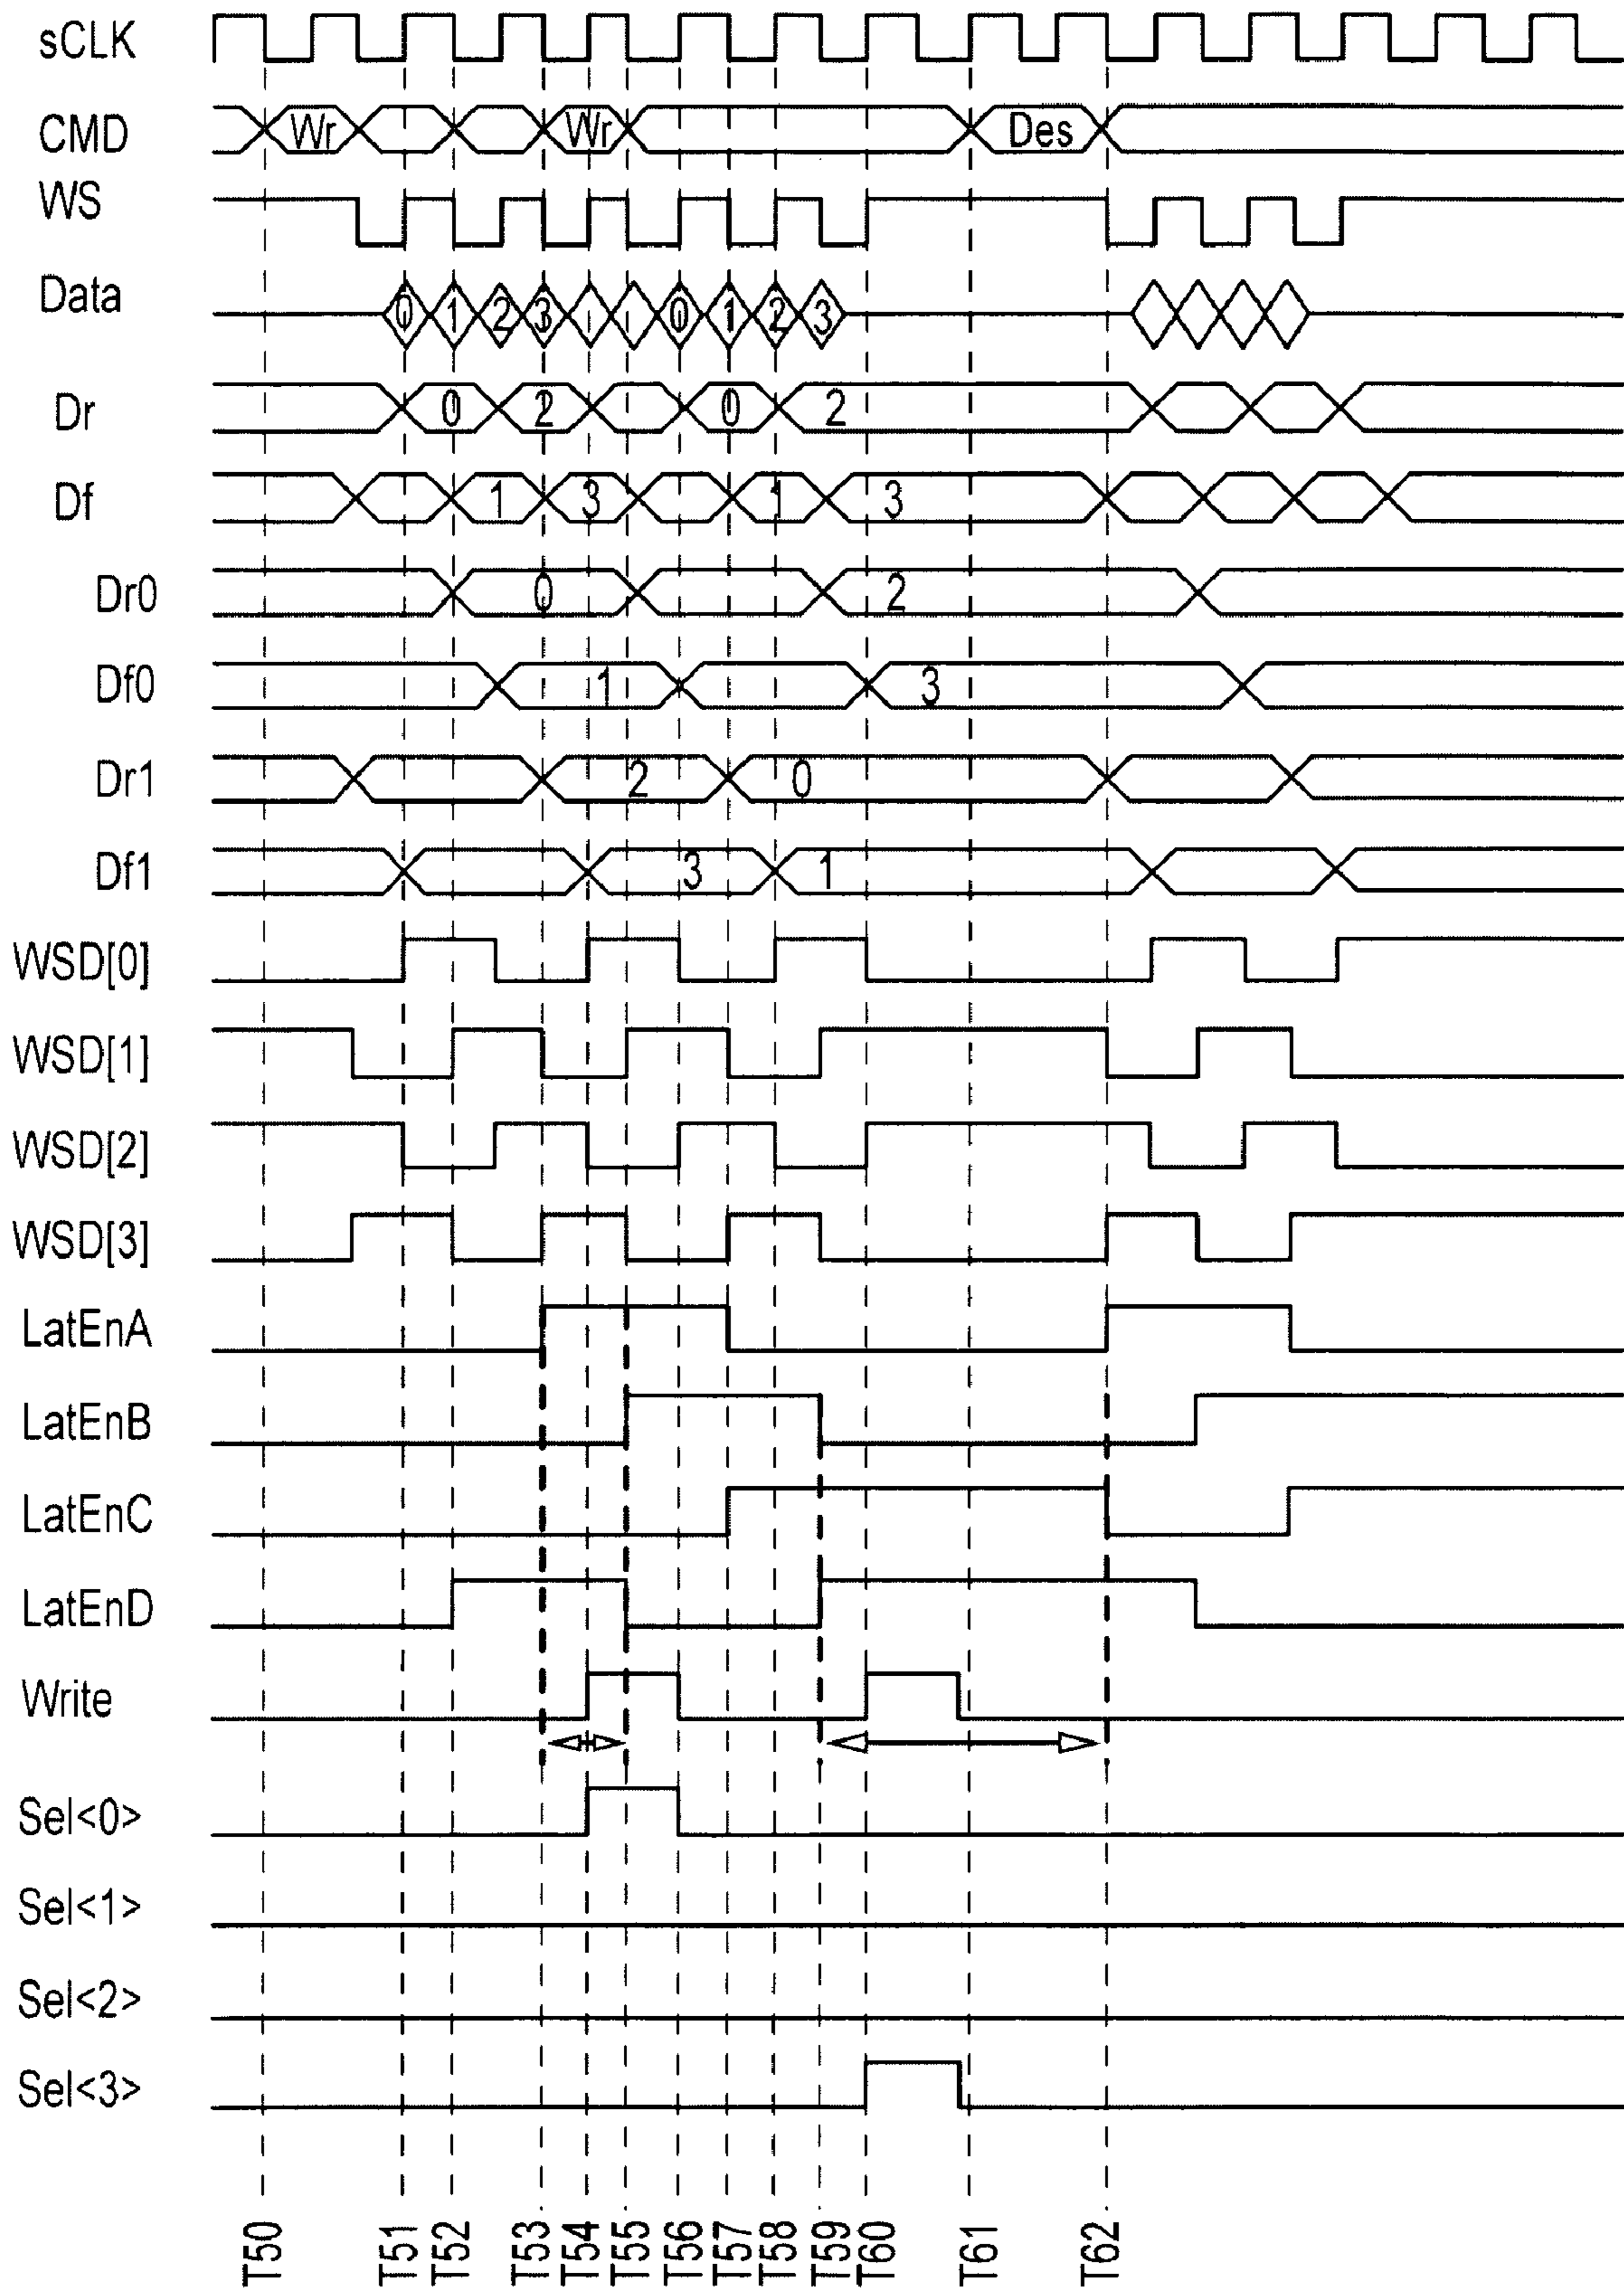 sCLK
CMD Wr Wr Des
WS
Data 0 1 2 3 0 1 2 3
Dr 0 2 0 2
Df 1 3 1 3
Dr0 0 2
Df0 1 3
Dr1 2 0
Df1 3 1
WSD[0]
WSD[1]
WSD[2]
WSD[3]
LatEnA
LatEnB
LatEnC
LatEnD
Write
Sel<0>
Sel<1>
Sel<2>
Sel<3>
T50 T51 T52 T53 T54 T55 T56 T57 T58 T59 T60 T61 T62